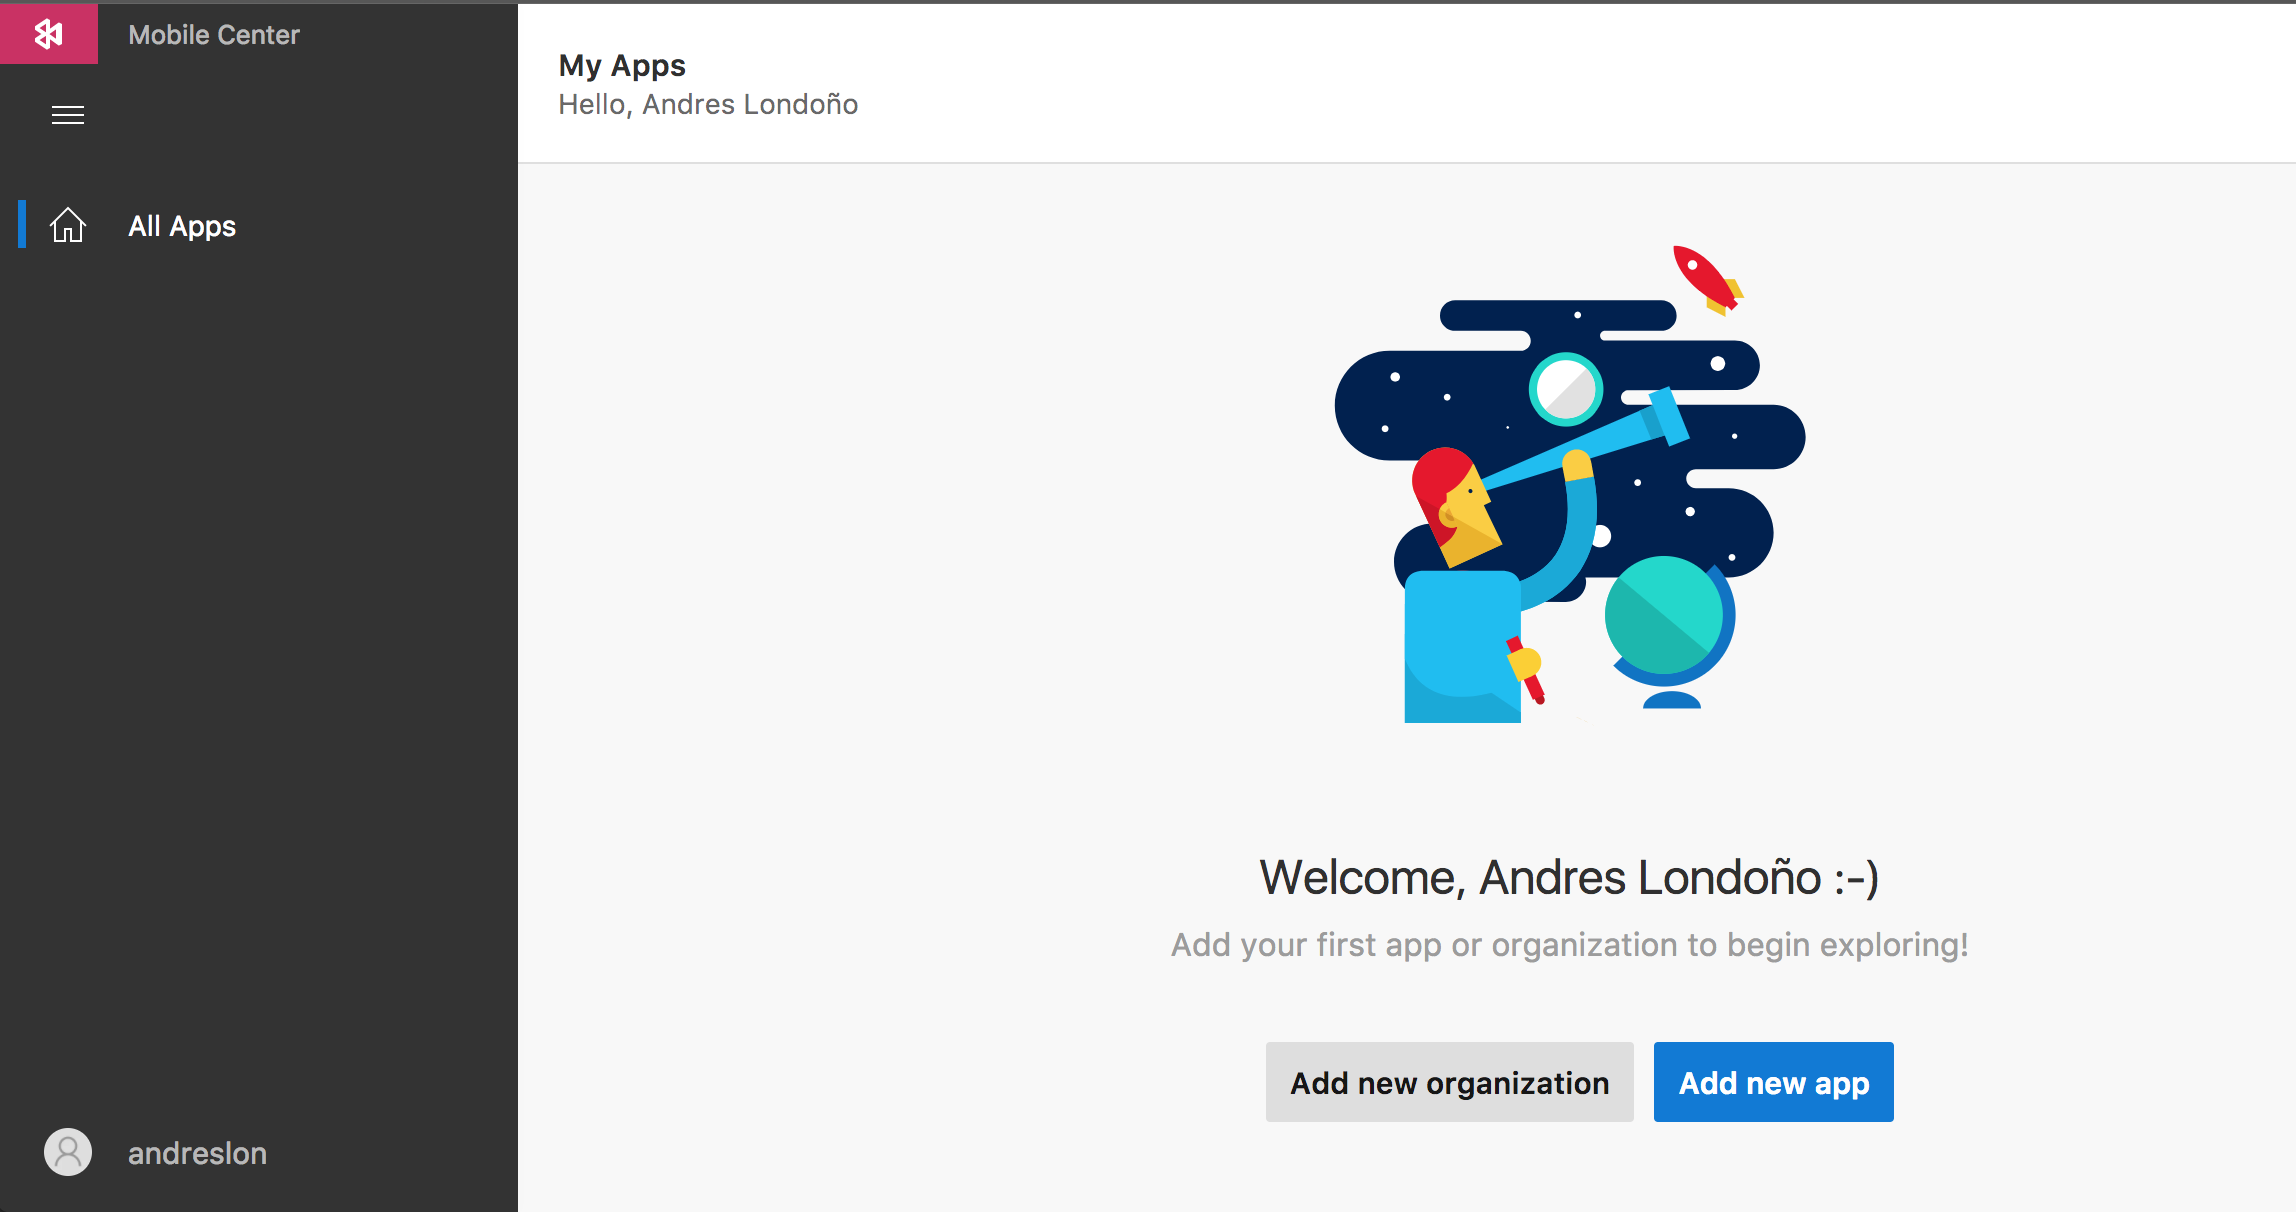 Mobile Center
All Apps
andreslon
My Apps
Hello, Andres Londoño
Welcome, Andres Londoño :-)
Add your first app or organization to begin exploring!
Add new organization
Add new app